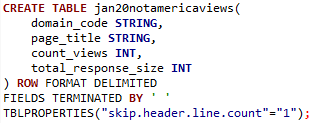 CREATE TABLE jan20notamericaviews(
    domain_code STRING,
    page_title STRING,
    count_views INT,
    total_response_size INT
) ROW FORMAT DELIMITED
FIELDS TERMINATED BY ' '
TBLPROPERTIES("skip.header.line.count"="1");